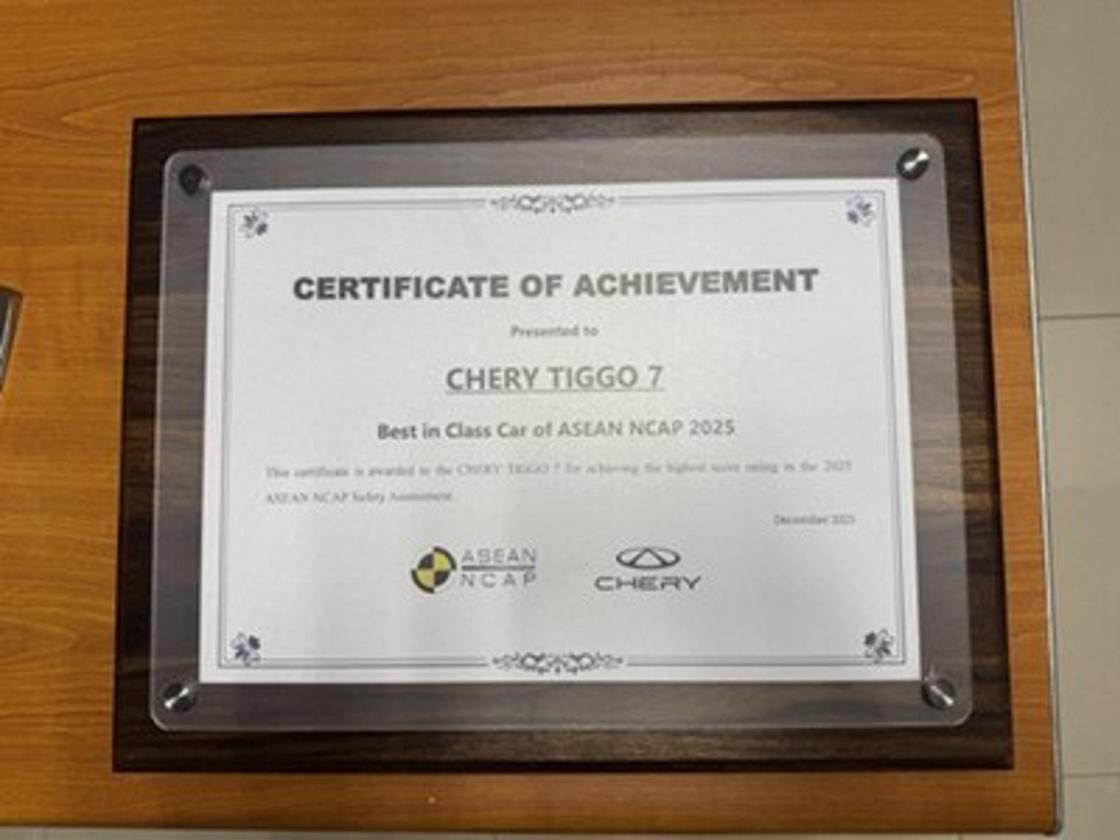 CERTIFICATE OF ACHIEVEMENT
Presented to
CHERY TIGGO 7
Best in Class Car of ASEAN NCAP 2025
This certificate is awarded to the CHERY TIGGO 7 for achieving the highest score rating in the 2025
ASEAN NCAP Safety Assessment
December 2025
ASEAN
NCAP
CHERY